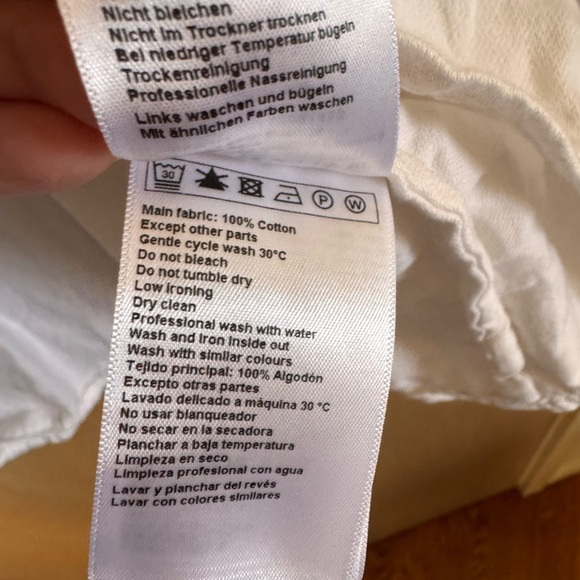 Nicht bleichen
Nicht im Trockner trocknen
Bei niedriger Temperatur bügeln
Trockenreinigung
Professionelle Nassreinigung
Links waschen und bügeln
Mit ähnlichen Farben waschen
30 P W
Main fabric: 100% Cotton
Except other parts
Gentle cycle wash 30°C
Do not bleach
Do not tumble dry
Low ironing
Dry clean
Professional wash with water
Wash and Iron inside out
Wash with similar colours
Tejido principal: 100% Algodón
Excepto otras partes
Lavado delicado a máquina 30 °C
No usar blanqueador
No secar en la secadora
Planchar a baja temperatura
Limpieza en seco
Limpieza profesional con agua
Lavar y planchar del revés
Lavar con colores similares